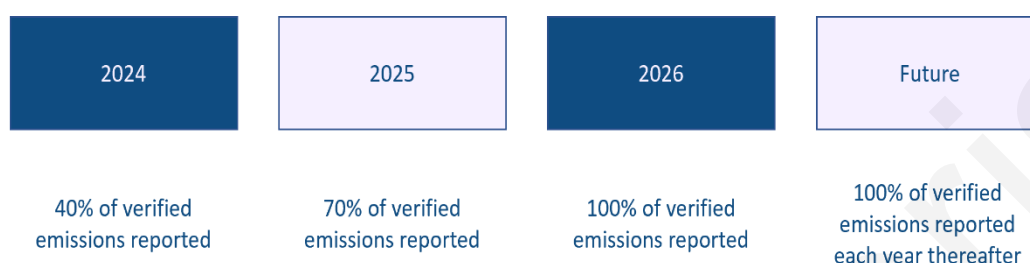 2024
2025
2026
Future
40% of verified
emissions reported
70% of verified
emissions reported
100% of verified
emissions reported
100% of verified
emissions reported
each year thereafter